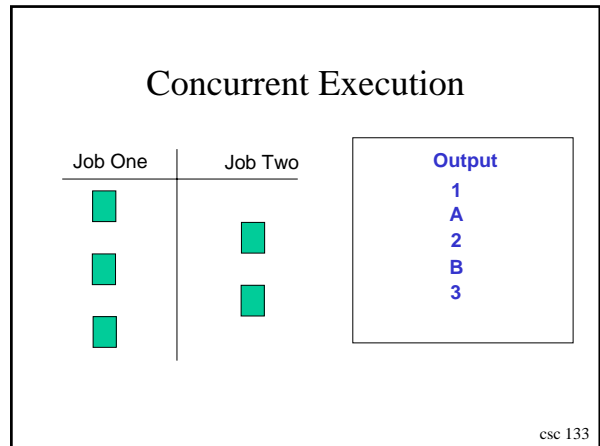 Concurrent Execution
Job One
Job Two
Output
1
A
2
B
3
csc 133